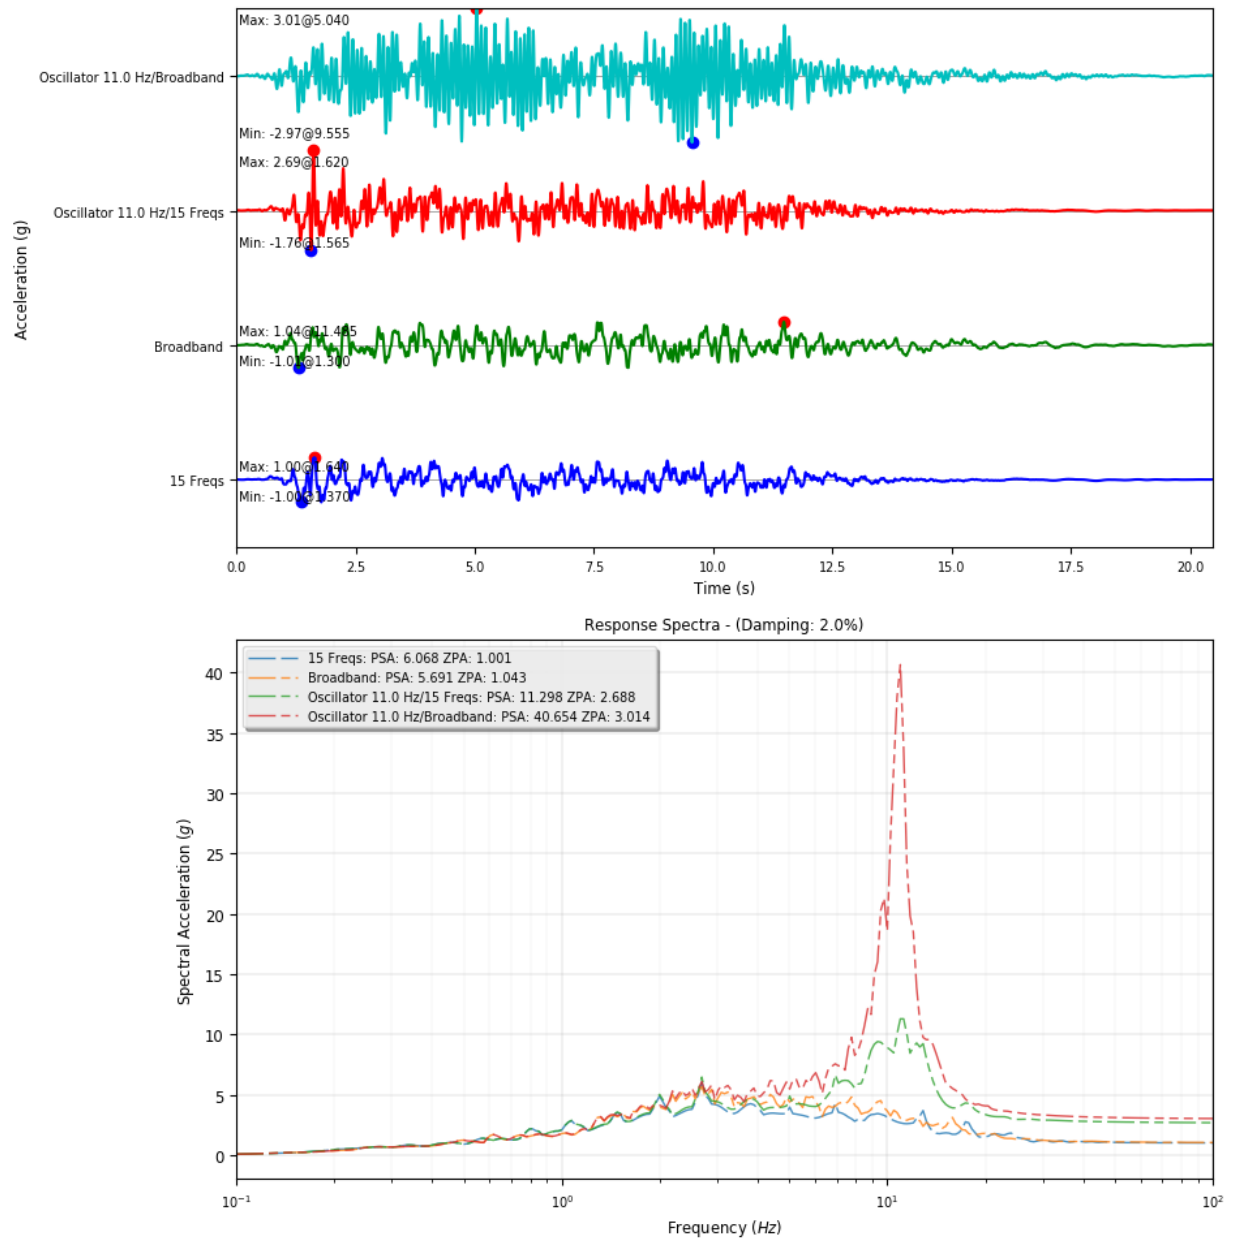 Max: 3.01@5.040
Oscillator 11.0 Hz/Broadband
Min: -2.97@9.555
Max: 2.69@1.620
Oscillator 11.0 Hz/15 Freqs
Min: -1.76@1.565
Acceleration (g)
Max: 1.04@11.485
Broadband
Min: -1.01@1.300
Max: 1.00@1.640
15 Freqs
Min: -1.00@1.370
0.0 2.5 5.0 7.5 10.0 12.5 15.0 17.5 20.0
Time (s)
Response Spectra - (Damping: 2.0%)
15 Freqs: PSA: 6.068 ZPA: 1.001
Broadband: PSA: 5.691 ZPA: 1.043
Oscillator 11.0 Hz/15 Freqs: PSA: 11.298 ZPA: 2.688
Oscillator 11.0 Hz/Broadband: PSA: 40.654 ZPA: 3.014
40
35
30
25
20
15
10
5
0
Spectral Acceleration (g)
10⁻¹ 10⁰ 10¹ 10²
Frequency (Hz)